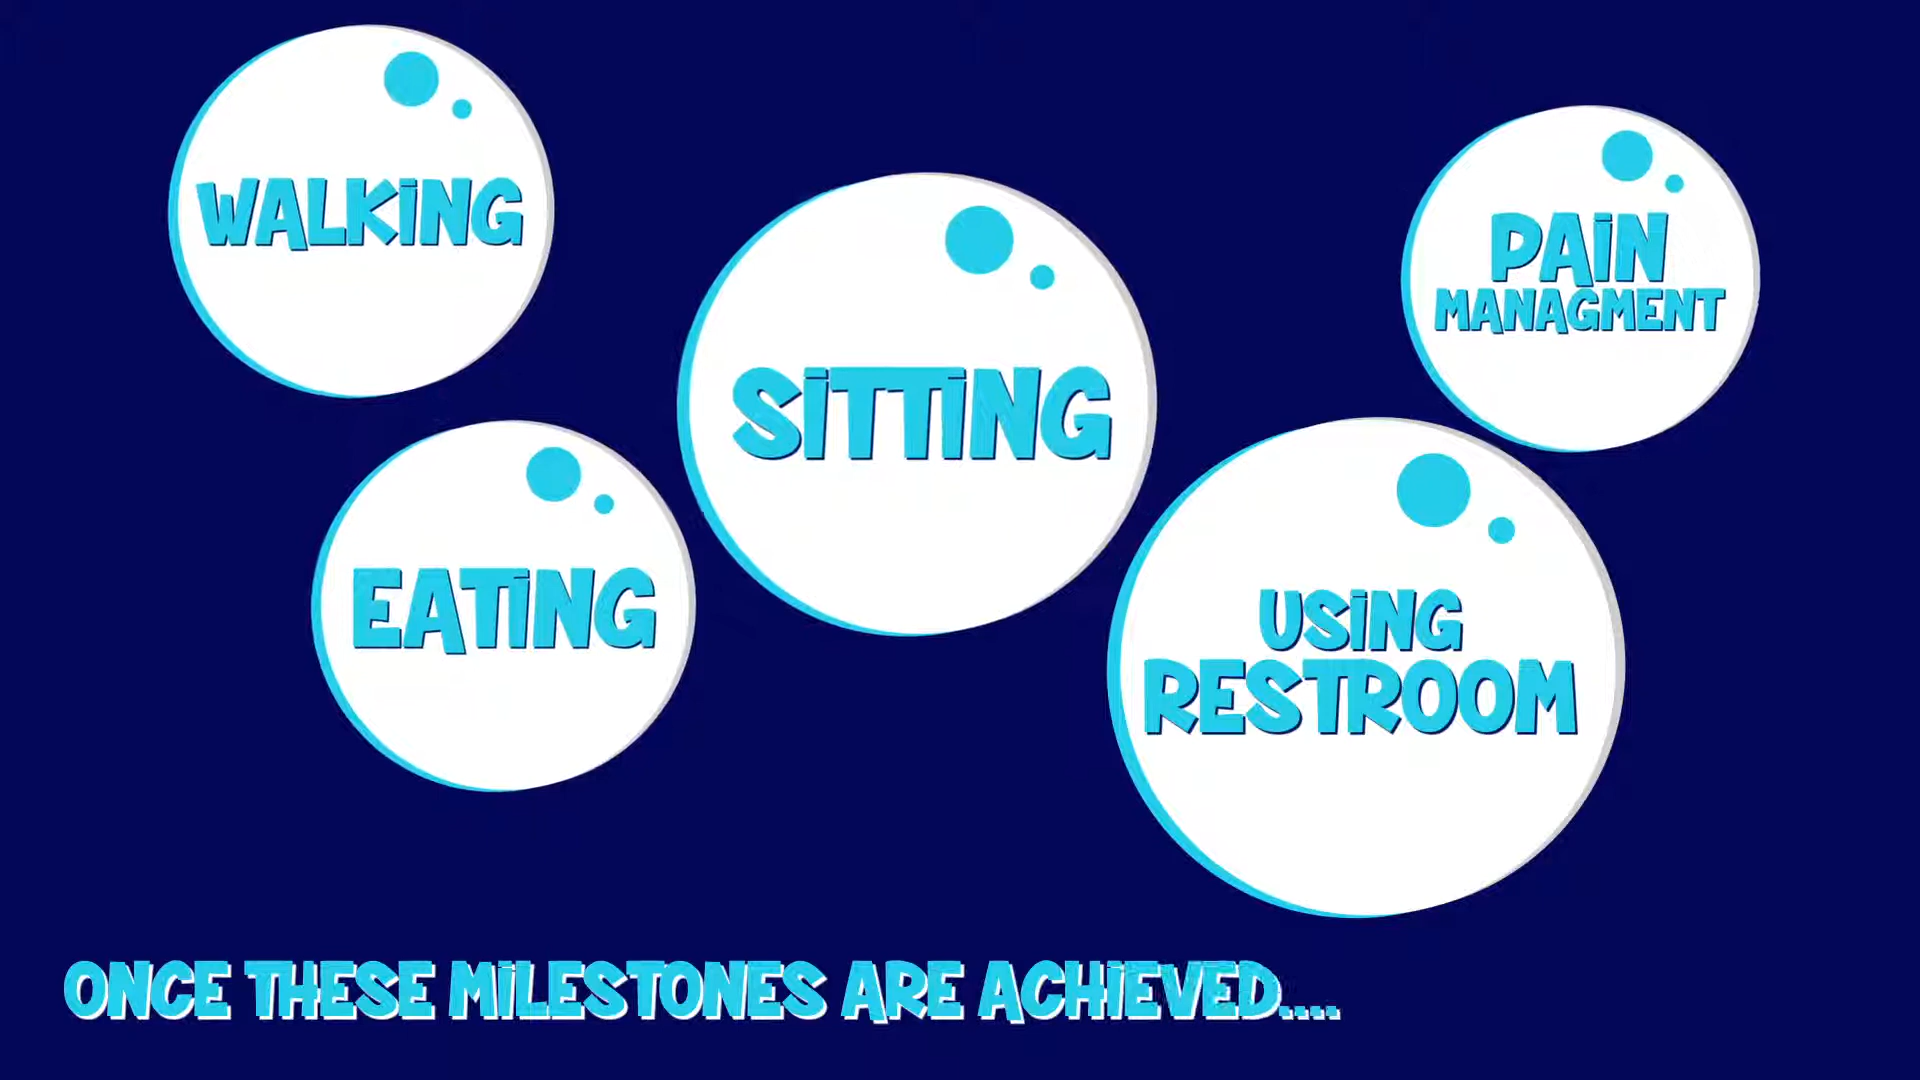 WALKING
SITTING
PAIN
MANAGMENT
EATING
USING
RESTROOM
ONCE THESE MILESTONES ARE ACHIEVED....